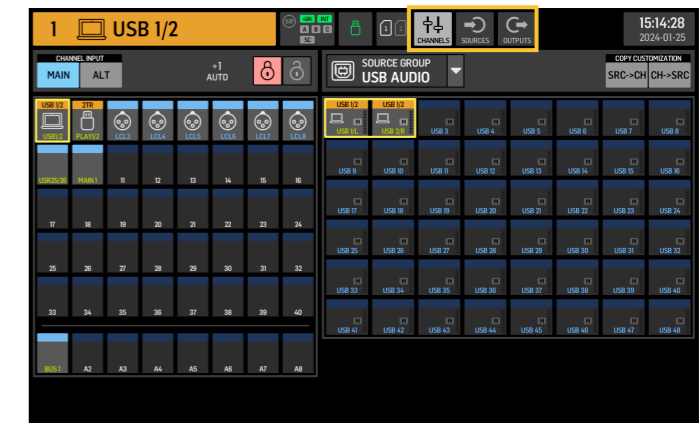 1 USB 1/2
SIP 48K INT
A B C
SC
1 2
CHANNELS SOURCES OUTPUTS
15:14:28
2024-01-25
CHANNEL INPUT
MAIN ALT
+1
AUTO
SOURCE GROUP
USB AUDIO
COPY CUSTOMIZATION
SRC->CH CH->SRC
USB 1/2 2TR
USB1/2 PLAY1/2 LCL3 LCL4 LCL5 LCL6 LCL7 LCL8
USR25/26 MAIN 1 11 12 13 14 15 16
17 18 19 20 21 22 23 24
25 26 27 28 29 30 31 32
33 34 35 36 37 38 39 40
BUS 1 A2 A3 A4 A5 A6 A7 A8
USB 1/2 USB 1/2
USB 1/L USB 2/R USB 3 USB 4 USB 5 USB 6 USB 7 USB 8
USB 9 USB 10 USB 11 USB 12 USB 13 USB 14 USB 15 USB 16
USB 17 USB 18 USB 19 USB 20 USB 21 USB 22 USB 23 USB 24
USB 25 USB 26 USB 27 USB 28 USB 29 USB 30 USB 31 USB 32
USB 33 USB 34 USB 35 USB 36 USB 37 USB 38 USB 39 USB 40
USB 41 USB 42 USB 43 USB 44 USB 45 USB 46 USB 47 USB 48